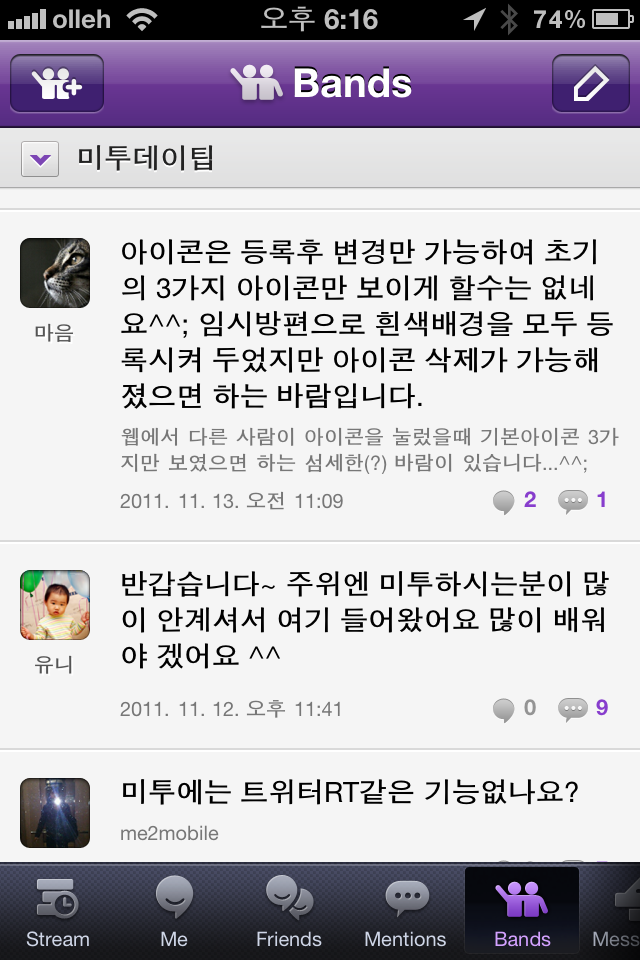 olleh 오후 6:16 74%
Bands
미투데이팁
아이콘은 등록후 변경만 가능하여 초기
의 3가지 아이콘만 보이게 할수는 없네
요^^; 임시방편으로 흰색배경을 모두 등
록시켜 두었지만 아이콘 삭제가 가능해
졌으면 하는 바람입니다.
마음
웹에서 다른 사람이 아이콘을 눌렀을때 기본아이콘 3가
지만 보였으면 하는 섬세한(?) 바람이 있습니다...^^;
2011. 11. 13. 오전 11:09 2 1
반갑습니다~ 주위엔 미투하시는분이 많
이 안계셔서 여기 들어왔어요 많이 배워
야 겠어요 ^^
유니
2011. 11. 12. 오후 11:41 0 9
미투에는 트위터RT같은 기능없나요?
me2mobile
Stream Me Friends Mentions Bands Mess